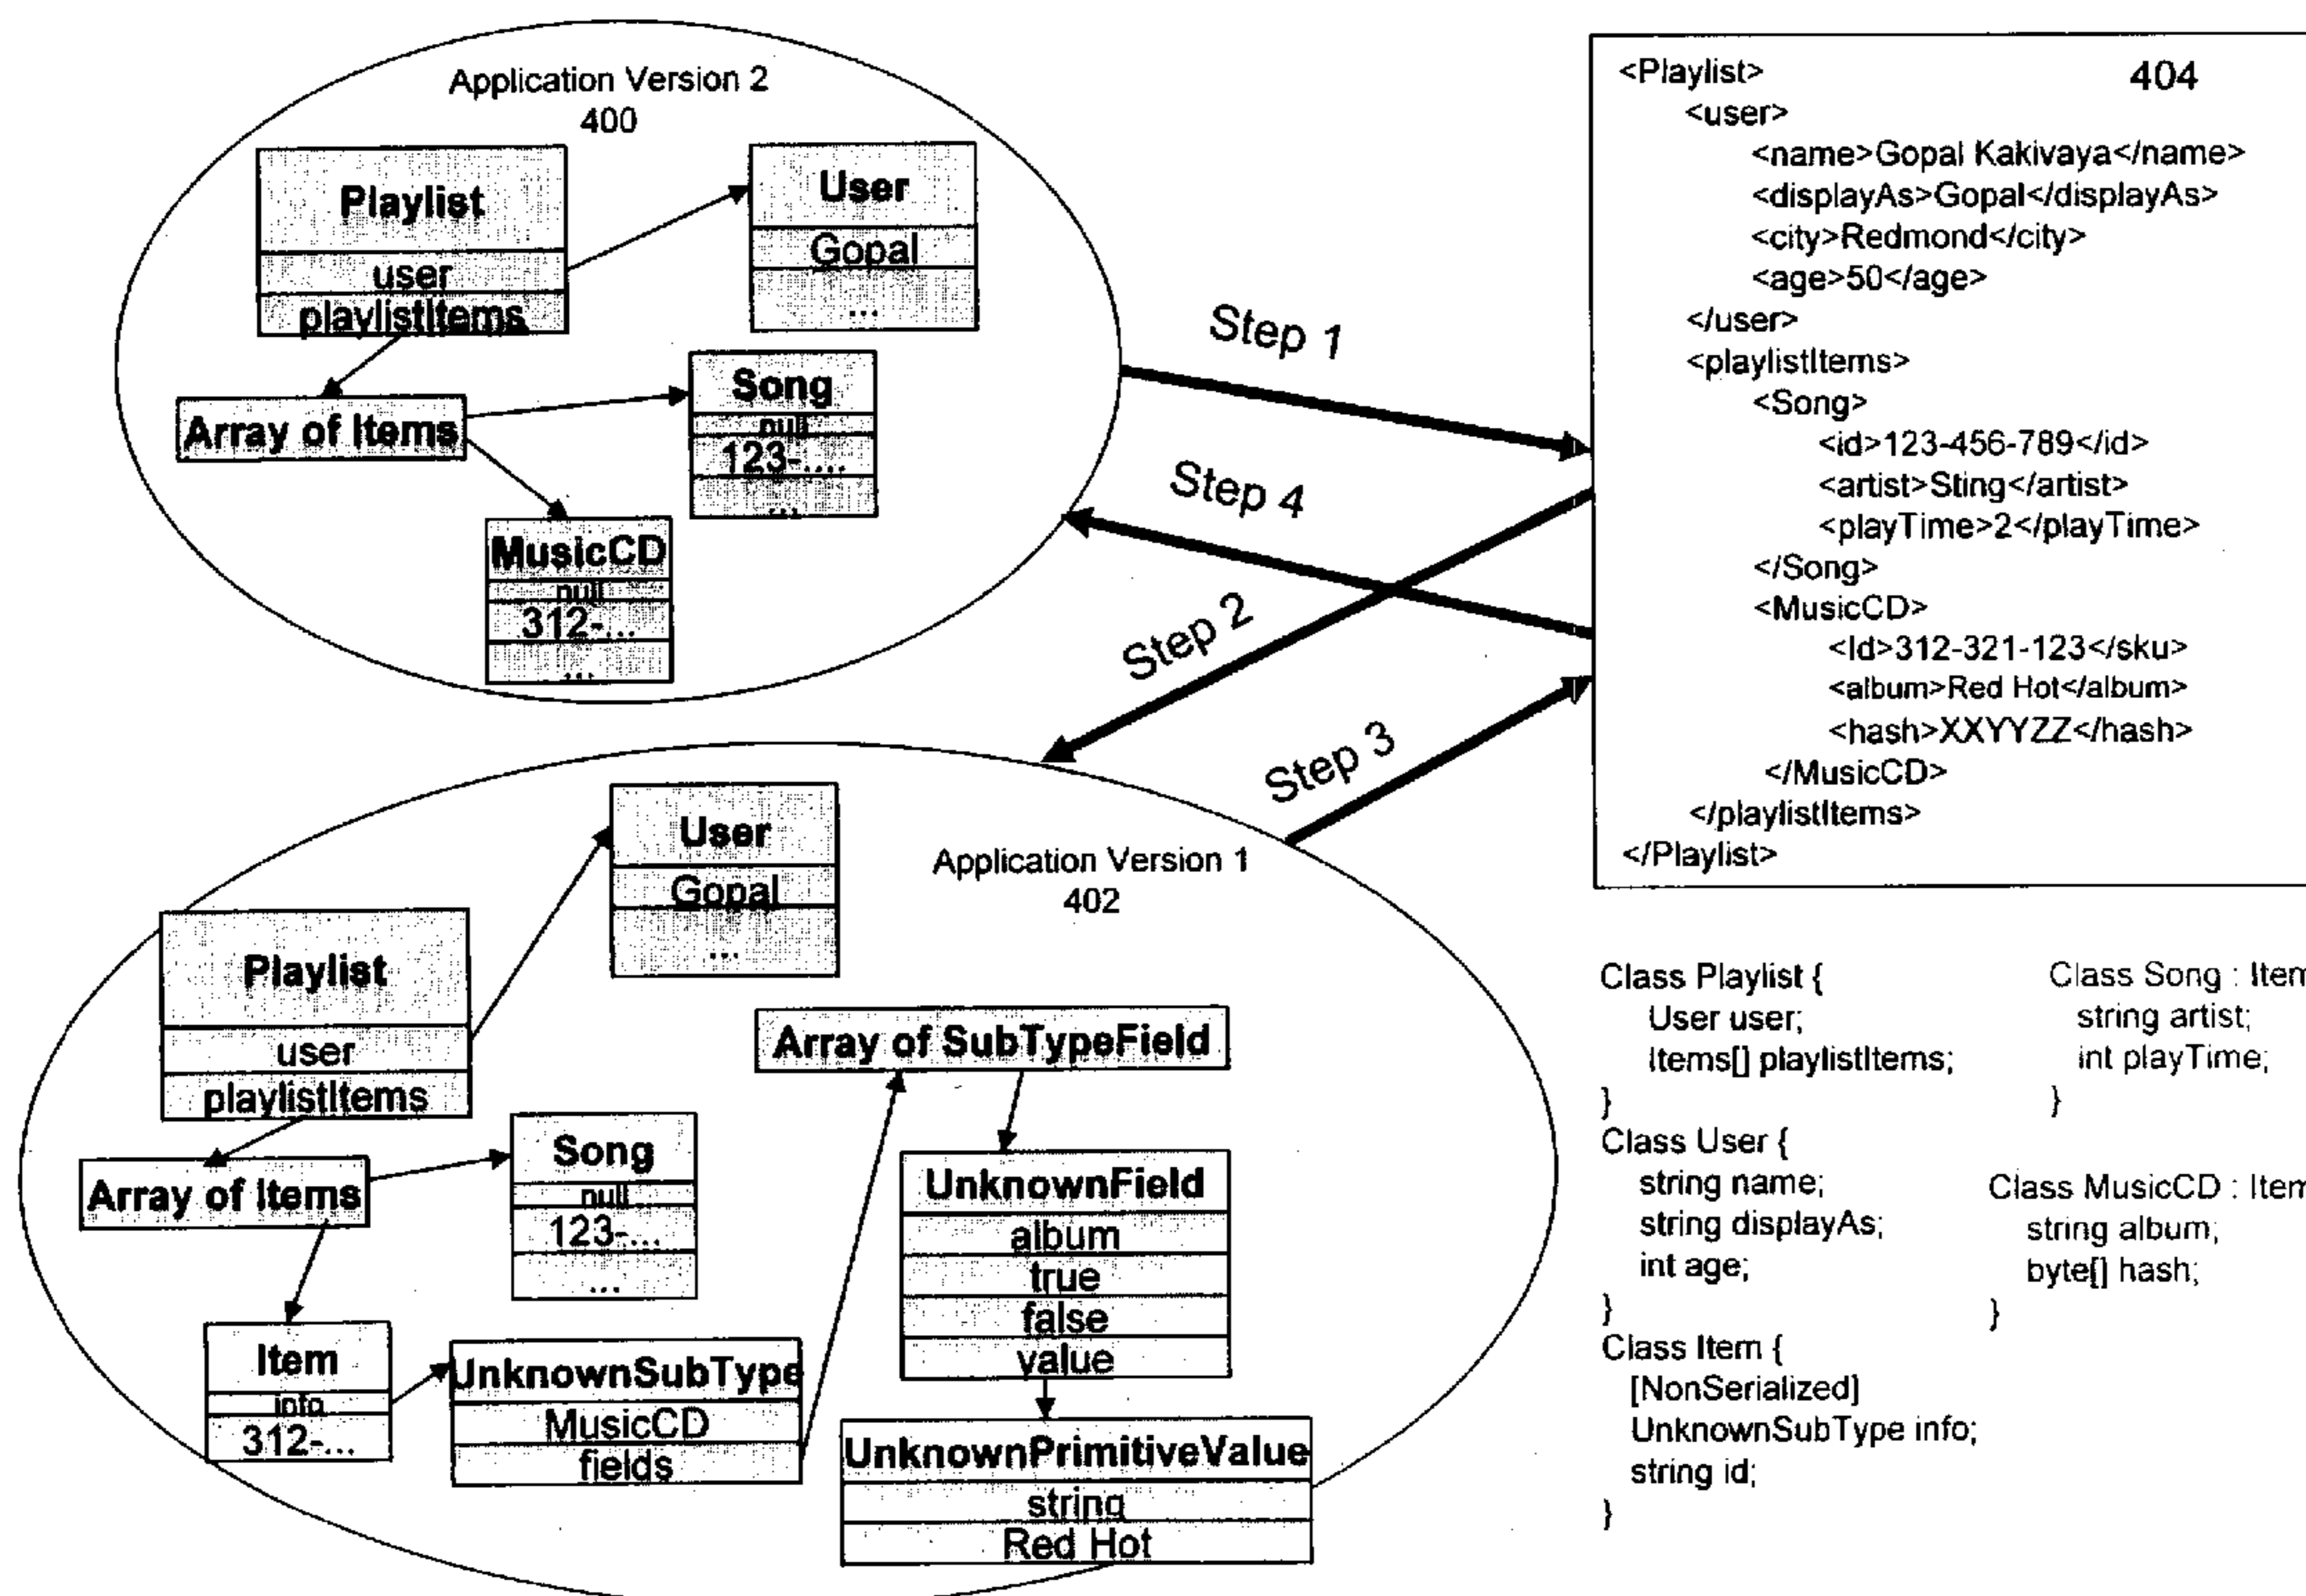 Application Version 2
400
Playlist
user
playlistItems
User
Gopal
...
Array of Items
Song
null
123-....
...
MusicCD
null
312-...
...
Step 1
Step 4
Step 2
Step 3
404
<Playlist>
<user>
<name>Gopal Kakivaya</name>
<displayAs>Gopal</displayAs>
<city>Redmond</city>
<age>50</age>
</user>
<playlistItems>
<Song>
<id>123-456-789</id>
<artist>Sting</artist>
<playTime>2</playTime>
</Song>
<MusicCD>
<Id>312-321-123</sku>
<album>Red Hot</album>
<hash>XXYYZZ</hash>
</MusicCD>
</playlistItems>
</Playlist>
Application Version 1
402
User
Gopal
...
Playlist
user
playlistItems
Array of Items
Song
null
123-...
...
Item
info
312-...
UnknownSubType
MusicCD
fields
Array of SubTypeField
UnknownField
album
true
false
value
UnknownPrimitiveValue
string
Red Hot
Class Playlist {
User user;
Items[] playlistItems;
}
Class User {
string name;
string displayAs;
int age;
}
Class Item {
[NonSerialized]
UnknownSubType info;
string id;
}
Class Song : Item
string artist;
int playTime;
}
Class MusicCD : Item
string album;
byte[] hash;
}